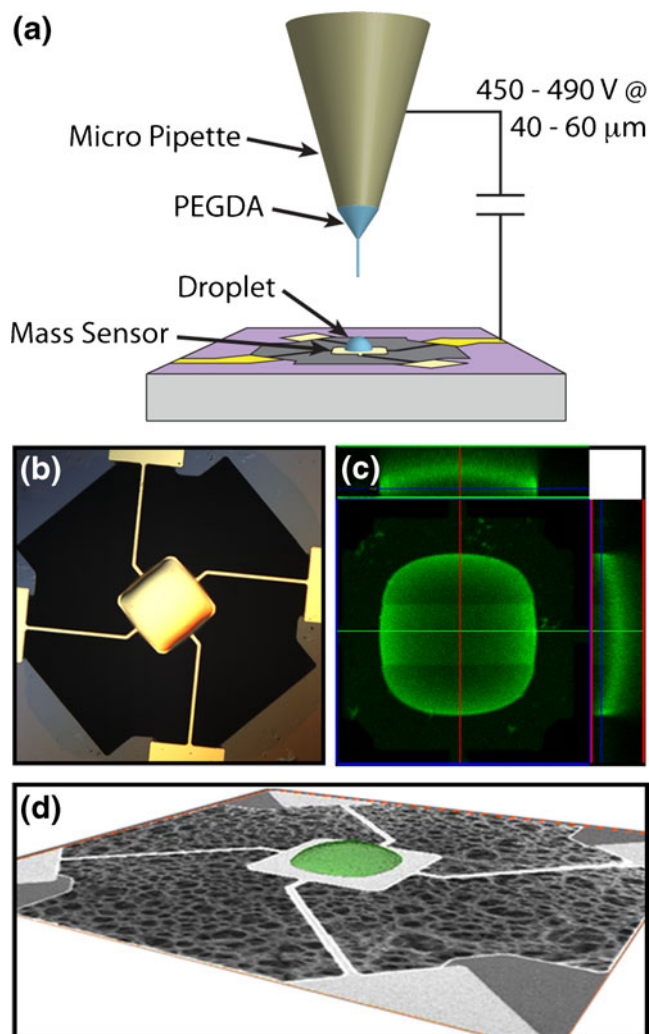 (a)
450 - 490 V @
40 - 60 μm
Micro Pipette
PEGDA
Droplet
Mass Sensor
(b)
(c)
(d)